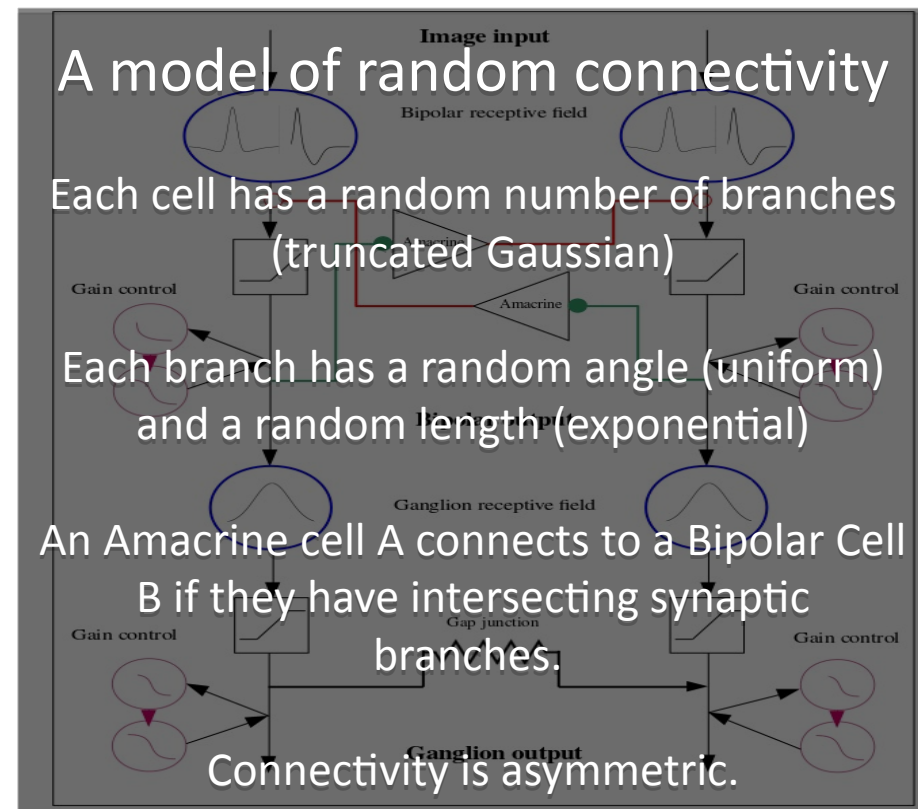 Image input
A model of random connectivity
Bipolar receptive field
Each cell has a random number of branches
(truncated Gaussian)
Amacrine
Gain control
Gain control
Amacrine
Each branch has a random angle (uniform)
and a random length (exponential)
Bipolar output
Ganglion receptive field
An Amacrine cell A connects to a Bipolar Cell
B if they have intersecting synaptic
branches.
Gap junction
Gain control
Gain control
Ganglion output
Connectivity is asymmetric.